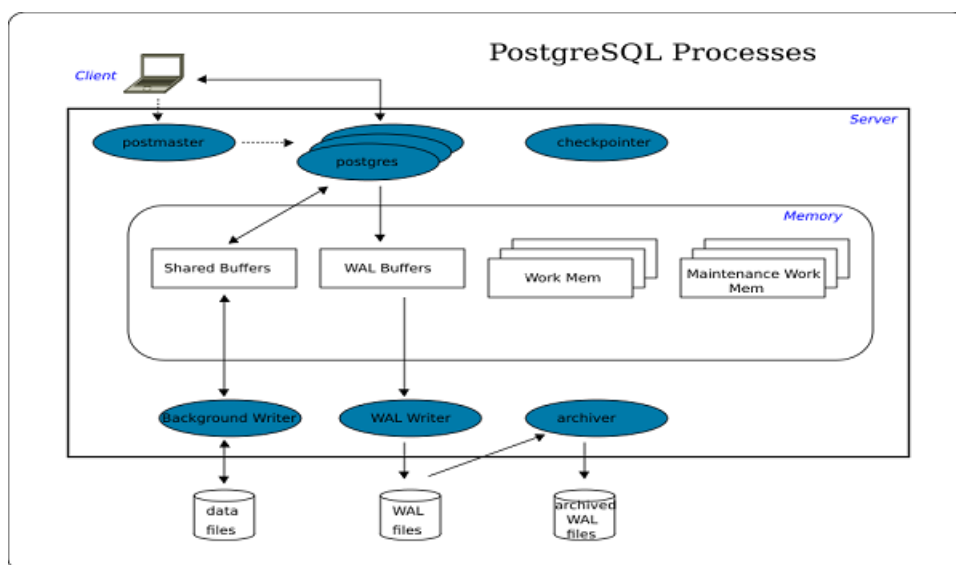 PostgreSQL Processes
Client
Server
postmaster
postgres
checkpointer
Memory
Shared Buffers
WAL Buffers
Work Mem
Maintenance Work
Mem
Background Writer
WAL Writer
archiver
data
files
WAL
files
archived
WAL
files